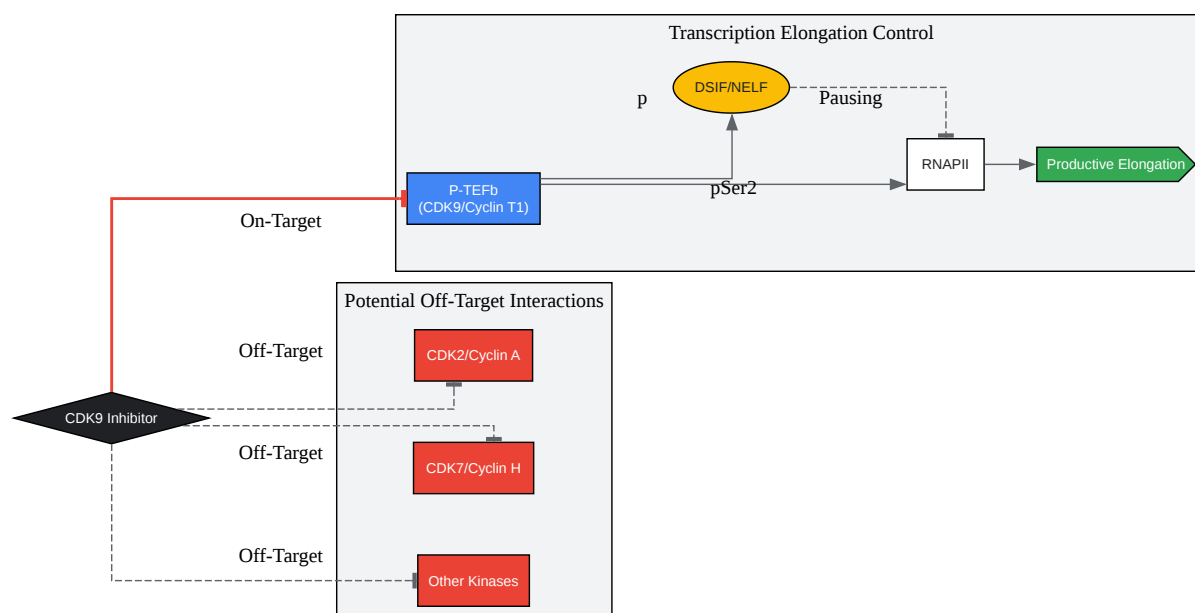 Transcription Elongation Control
DSIF/NELF
p
Pausing
RNAPII
Productive Elongation
P-TEFb
(CDK9/Cyclin T1)
pSer2
On-Target
Potential Off-Target Interactions
Off-Target
CDK2/Cyclin A
CDK9 Inhibitor
Off-Target
CDK7/Cyclin H
Off-Target
Other Kinases